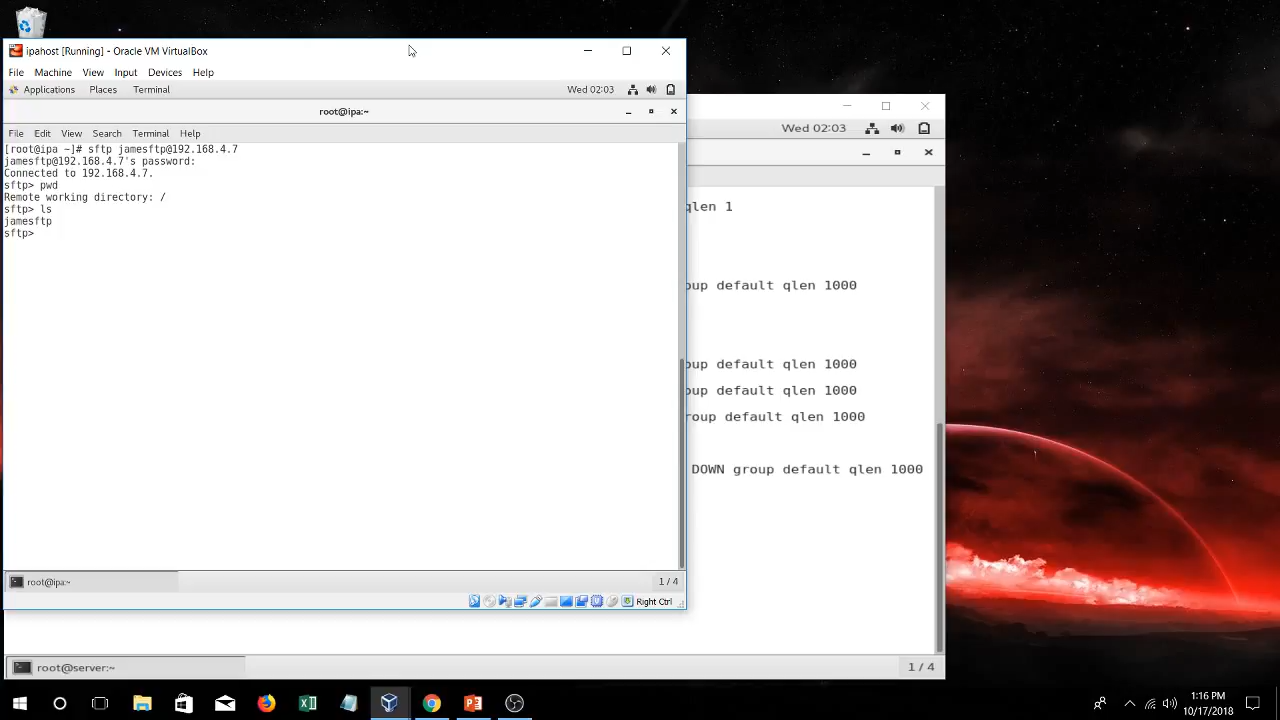 ipahost [Running] - Oracle VM VirtualBox
File Machine View Input Devices Help
Applications Places Terminal Wed 02:03
root@ipa:~
File Edit View Search Terminal Help
[root@ipa ~]# sftp jamesftp@192.168.4.7
jamesftp@192.168.4.7's password:
Connected to 192.168.4.7.
sftp> pwd
Remote working directory: /
sftp> ls
jamesftp
sftp>
root@ipa:~ 1 / 4
Right Ctrl
Wed 02:03
qlen 1
oup default qlen 1000
oup default qlen 1000
oup default qlen 1000
roup default qlen 1000
DOWN group default qlen 1000
root@server:~ 1 / 4
1:16 PM
10/17/2018